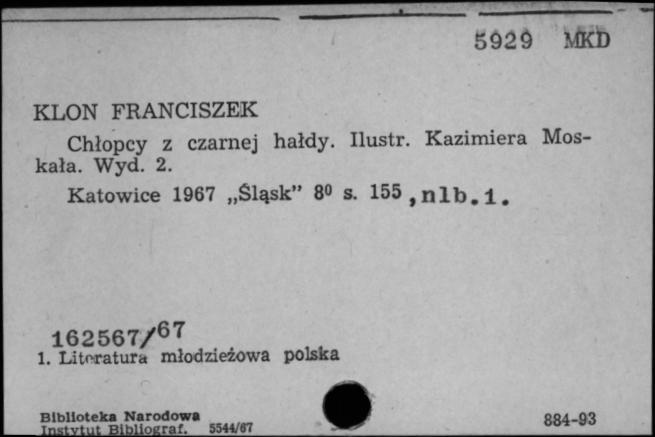 5929 MKD
KLON FRANCISZEK
Chłopcy z czarnej hałdy. Ilustr. Kazimiera Mos-
kała. Wyd. 2.
Katowice 1967 „Śląsk” 8⁰ s. 155, nlb. 1.
162567/67
1. Literatura młodzieżowa polska
Biblioteka Narodowa
Instytut Bibliograf. 5544/67
884-93